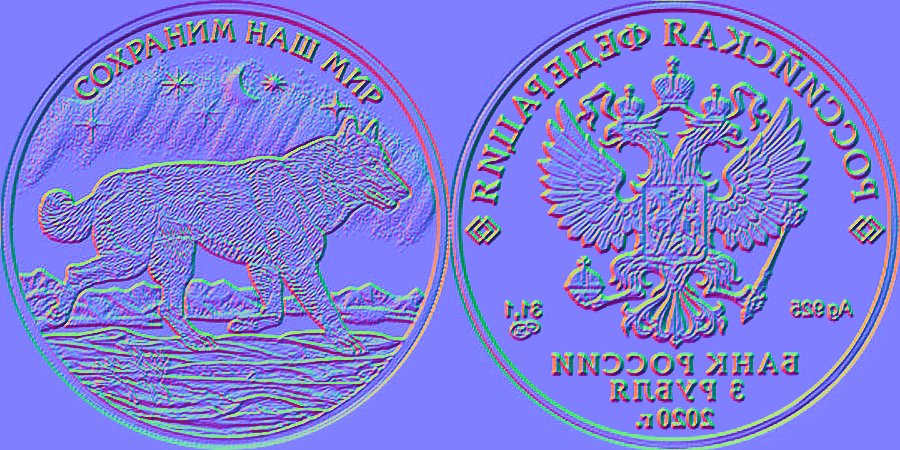 СОХРАНИМ НАШ МИР
РОССИЙСКАЯ ФЕДЕРАЦИЯ
Ag 925
31,1
БАНК РОССИИ
3 РУБЛЯ
2020 г.